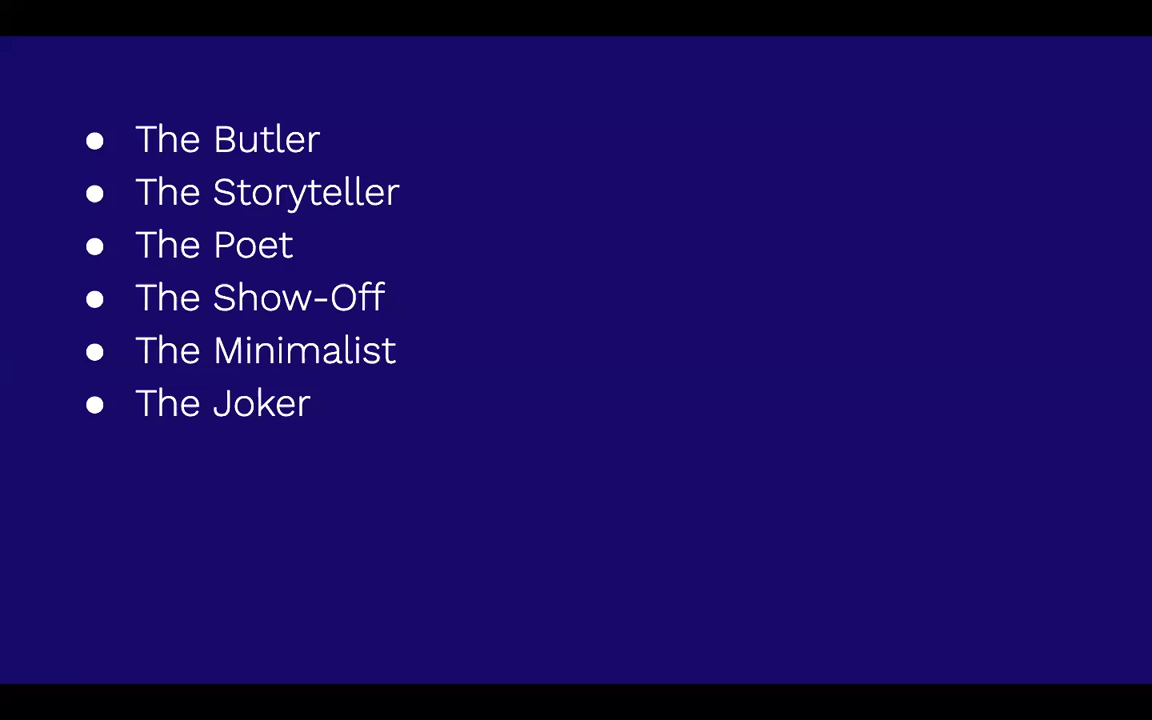 ● The Butler
● The Storyteller
● The Poet
● The Show-Off
● The Minimalist
● The Joker